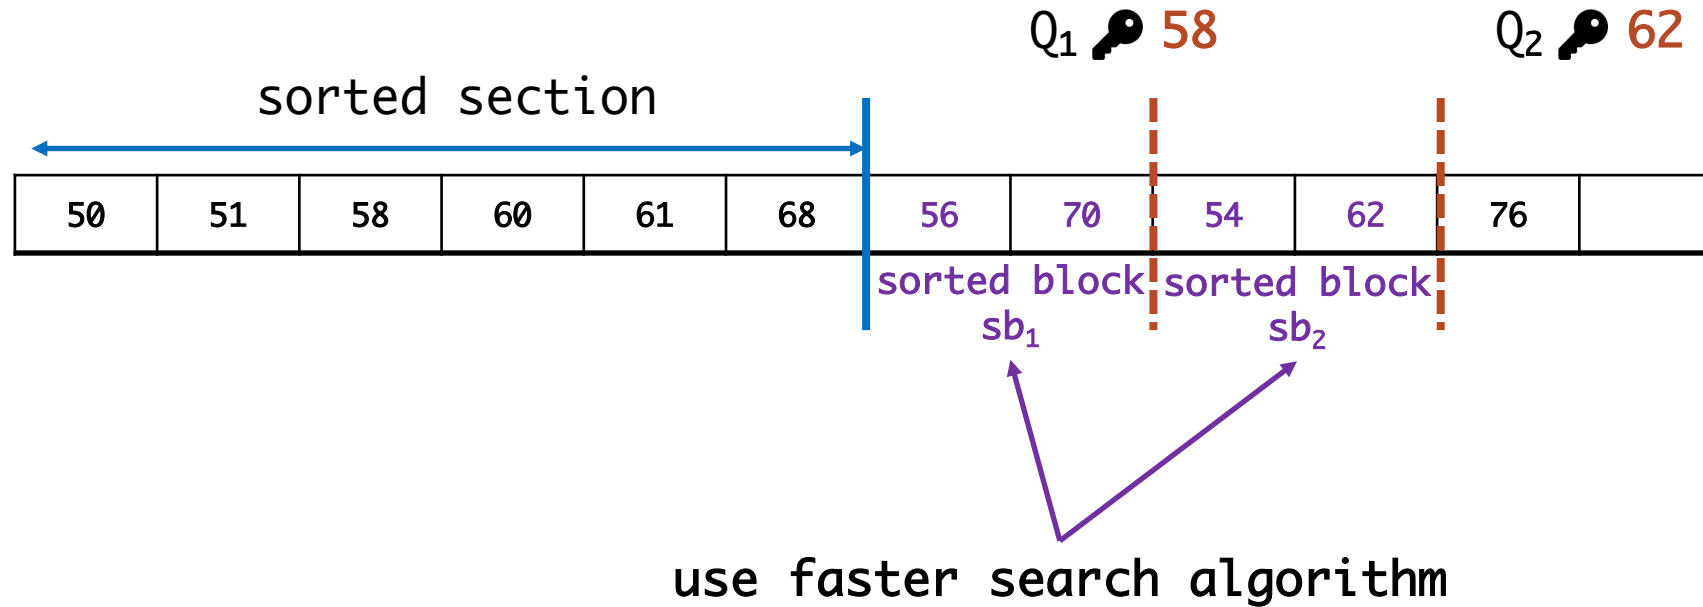 Q1 58 Q2 62
sorted section
50 51 58 60 61 68 56 70 54 62 76
sorted block sorted block
sb1 sb2
use faster search algorithm